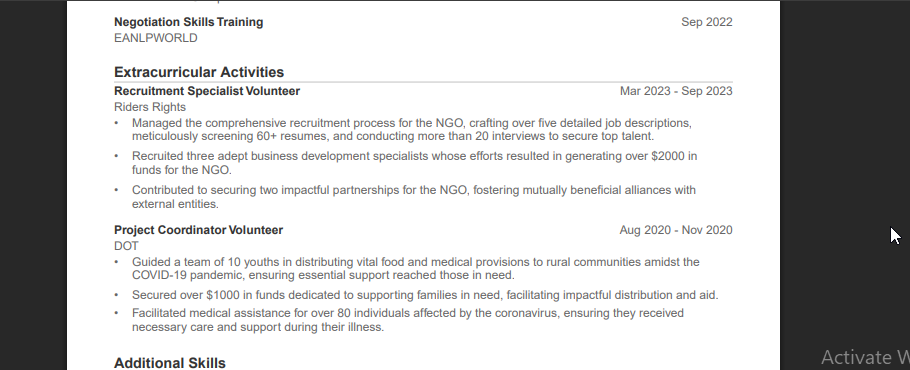 Negotiation Skills Training Sep 2022
EANLPWORLD
Extracurricular Activities
Recruitment Specialist Volunteer Mar 2023 - Sep 2023
Riders Rights
• Managed the comprehensive recruitment process for the NGO, crafting over five detailed job descriptions,
meticulously screening 60+ resumes, and conducting more than 20 interviews to secure top talent.
• Recruited three adept business development specialists whose efforts resulted in generating over $2000 in
funds for the NGO.
• Contributed to securing two impactful partnerships for the NGO, fostering mutually beneficial alliances with
external entities.
Project Coordinator Volunteer Aug 2020 - Nov 2020
DOT
• Guided a team of 10 youths in distributing vital food and medical provisions to rural communities amidst the
COVID-19 pandemic, ensuring essential support reached those in need.
• Secured over $1000 in funds dedicated to supporting families in need, facilitating impactful distribution and aid.
• Facilitated medical assistance for over 80 individuals affected by the coronavirus, ensuring they received
necessary care and support during their illness.
Additional Skills
Activate W